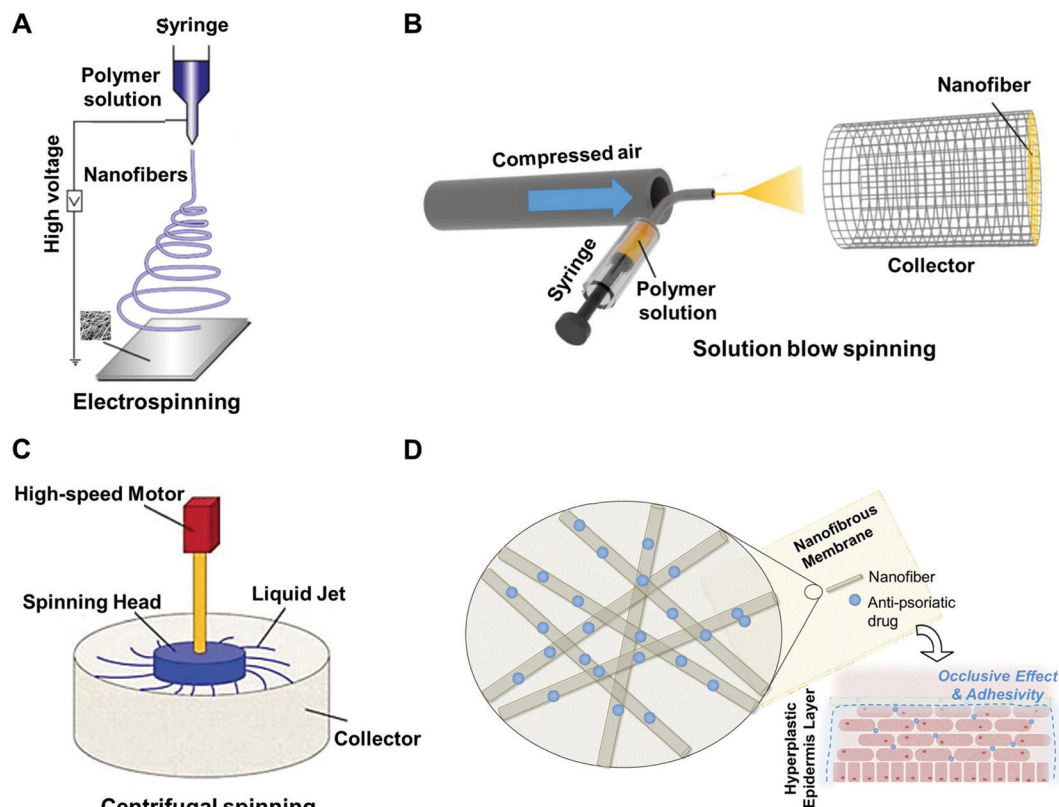 A
Syringe
Polymer
solution
Nanofibers
High voltage
V
Electrospinning
B
Nanofiber
Compressed air
Syringe
Polymer
solution
Collector
Solution blow spinning
C
High-speed Motor
Spinning Head
Liquid Jet
Collector
Centrifugal spinning
D
Nanofibrous
Membrane
Nanofiber
Anti-psoriatic
drug
Occlusive Effect
& Adhesivity
Hyperplastic
Epidermis Layer